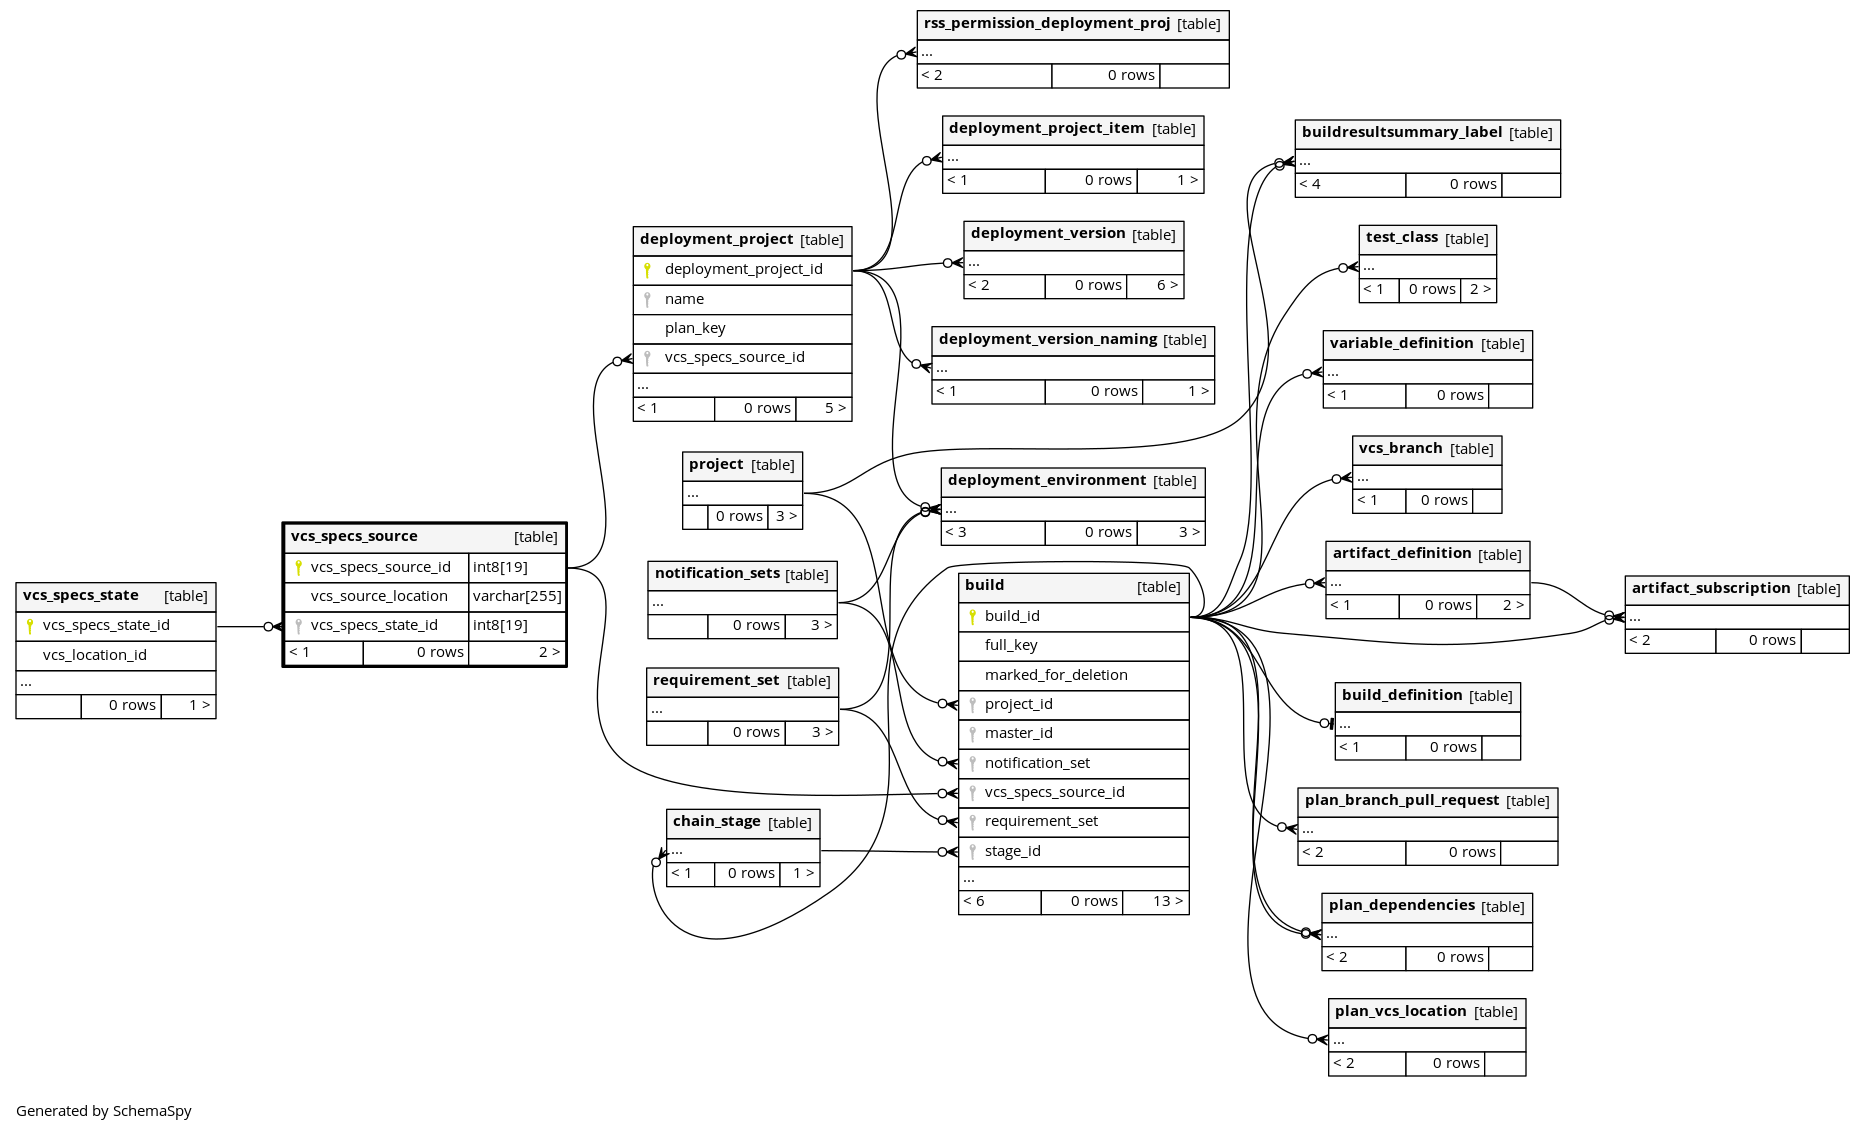 rss_permission_deployment_proj [table]
...
< 2 0 rows
deployment_project_item [table]
...
< 1 0 rows 1 >
buildresultsummary_label [table]
...
< 4 0 rows
deployment_version [table]
...
< 2 0 rows 6 >
test_class [table]
...
< 1 0 rows 2 >
deployment_project [table]
deployment_project_id
name
plan_key
vcs_specs_source_id
...
< 1 0 rows 5 >
deployment_version_naming [table]
...
< 1 0 rows 1 >
variable_definition [table]
...
< 1 0 rows
project [table]
...
0 rows 3 >
vcs_branch [table]
...
< 1 0 rows
deployment_environment [table]
...
< 3 0 rows 3 >
vcs_specs_state [table]
vcs_specs_state_id
vcs_location_id
...
0 rows 1 >
vcs_specs_source [table]
vcs_specs_source_id int8[19]
vcs_source_location varchar[255]
vcs_specs_state_id int8[19]
< 1 0 rows 2 >
notification_sets [table]
...
0 rows 3 >
requirement_set [table]
...
0 rows 3 >
chain_stage [table]
...
< 1 0 rows 1 >
build [table]
build_id
full_key
marked_for_deletion
project_id
master_id
notification_set
vcs_specs_source_id
requirement_set
stage_id
...
< 6 0 rows 13 >
artifact_definition [table]
...
< 1 0 rows 2 >
artifact_subscription [table]
...
< 2 0 rows
build_definition [table]
...
< 1 0 rows
plan_branch_pull_request [table]
...
< 2 0 rows
plan_dependencies [table]
...
< 2 0 rows
plan_vcs_location [table]
...
< 2 0 rows
Generated by SchemaSpy